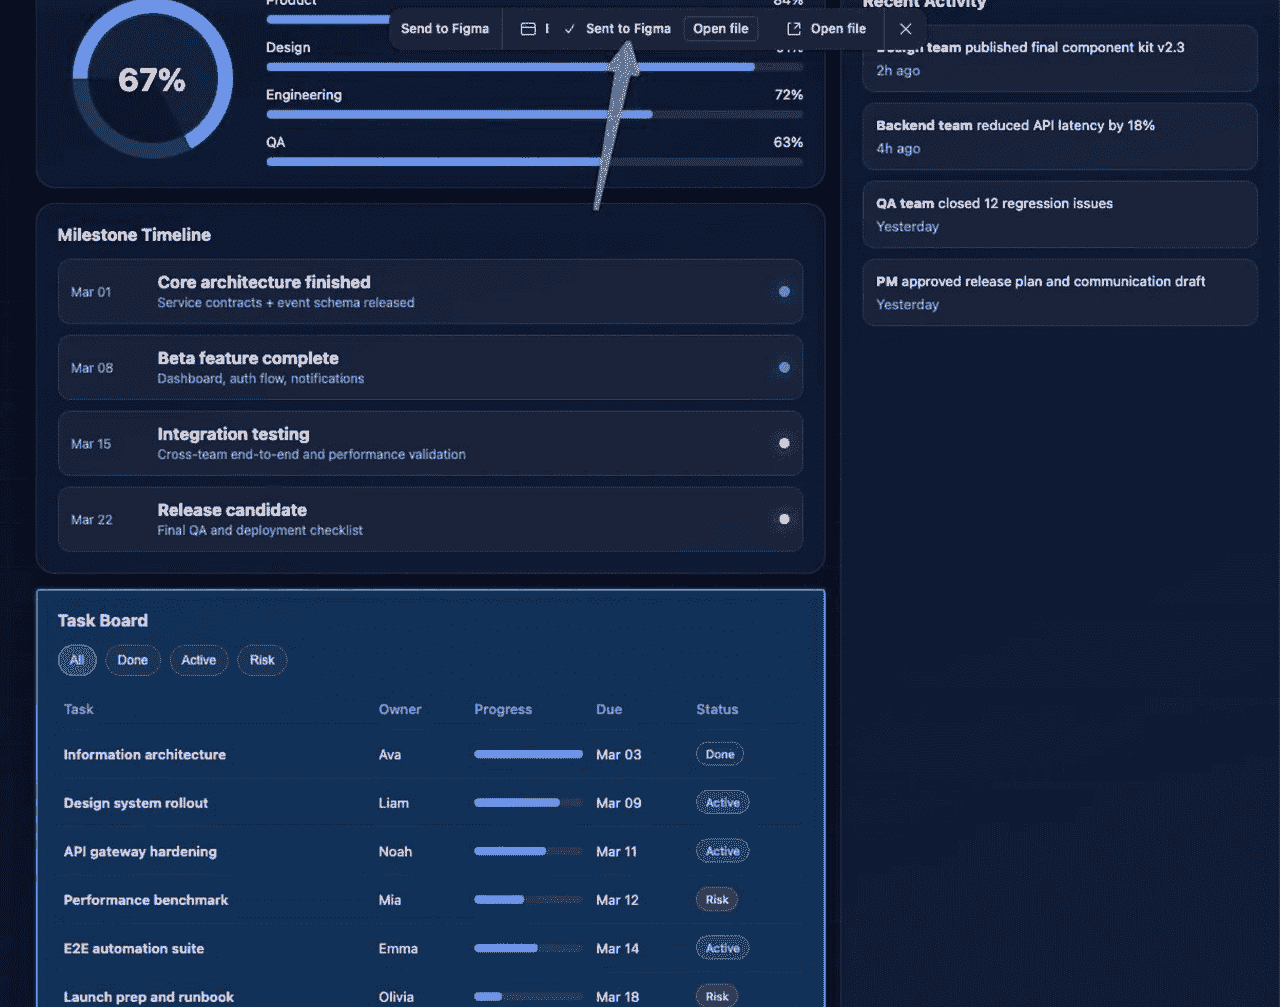 Product 84%
Send to Figma
Sent to Figma
Open file
Open file
Design
Engineering 72%
QA 63%
67%
Recent Activity
Design team published final component kit v2.3
2h ago
Backend team reduced API latency by 18%
4h ago
QA team closed 12 regression issues
Yesterday
PM approved release plan and communication draft
Yesterday
Milestone Timeline
Mar 01
Core architecture finished
Service contracts + event schema released
Mar 08
Beta feature complete
Dashboard, auth flow, notifications
Mar 15
Integration testing
Cross-team end-to-end and performance validation
Mar 22
Release candidate
Final QA and deployment checklist
Task Board
All Done Active Risk
Task Owner Progress Due Status
Information architecture Ava Mar 03 Done
Design system rollout Liam Mar 09 Active
API gateway hardening Noah Mar 11 Active
Performance benchmark Mia Mar 12 Risk
E2E automation suite Emma Mar 14 Active
Launch prep and runbook Olivia Mar 18 Risk